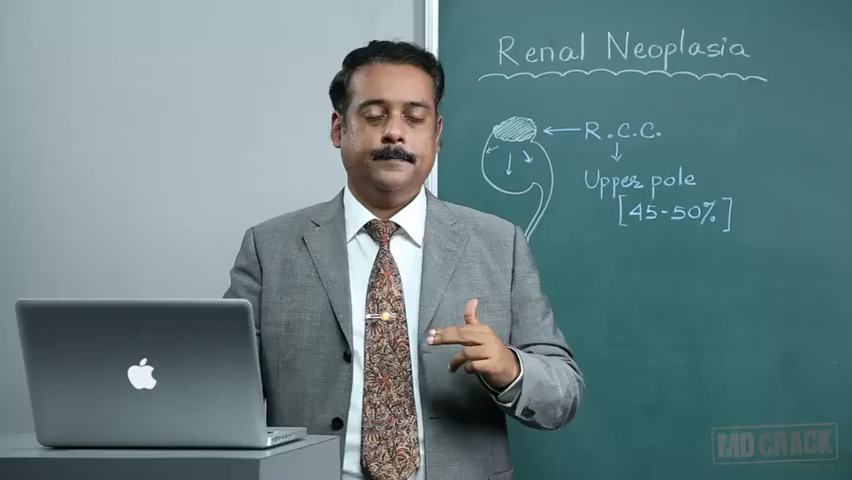 Renal Neoplasia
R.C.C.
Upper pole
[45-50%]
MD CRACK